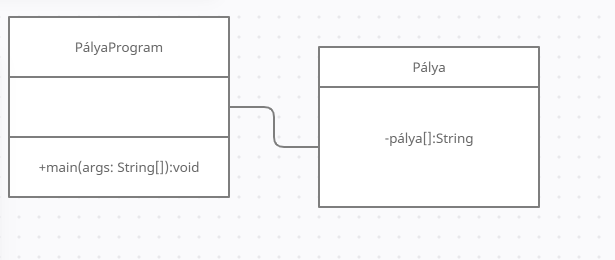 PályaProgram
+main(args: String[]):void
Pálya
-pálya[]:String